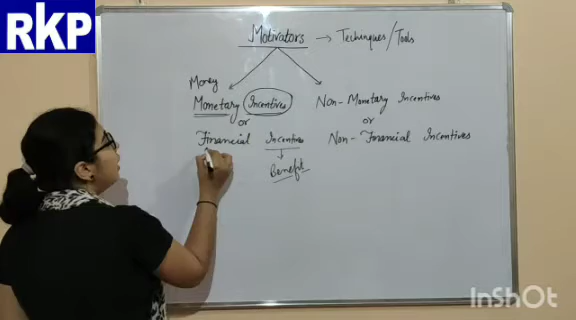 RKP
Motivators → Techniques/Tools
Money
Monetary Incentives
or
Financial Incentives
Benefit
Non-Monetary Incentives
or
Non-Financial Incentives
InShOt